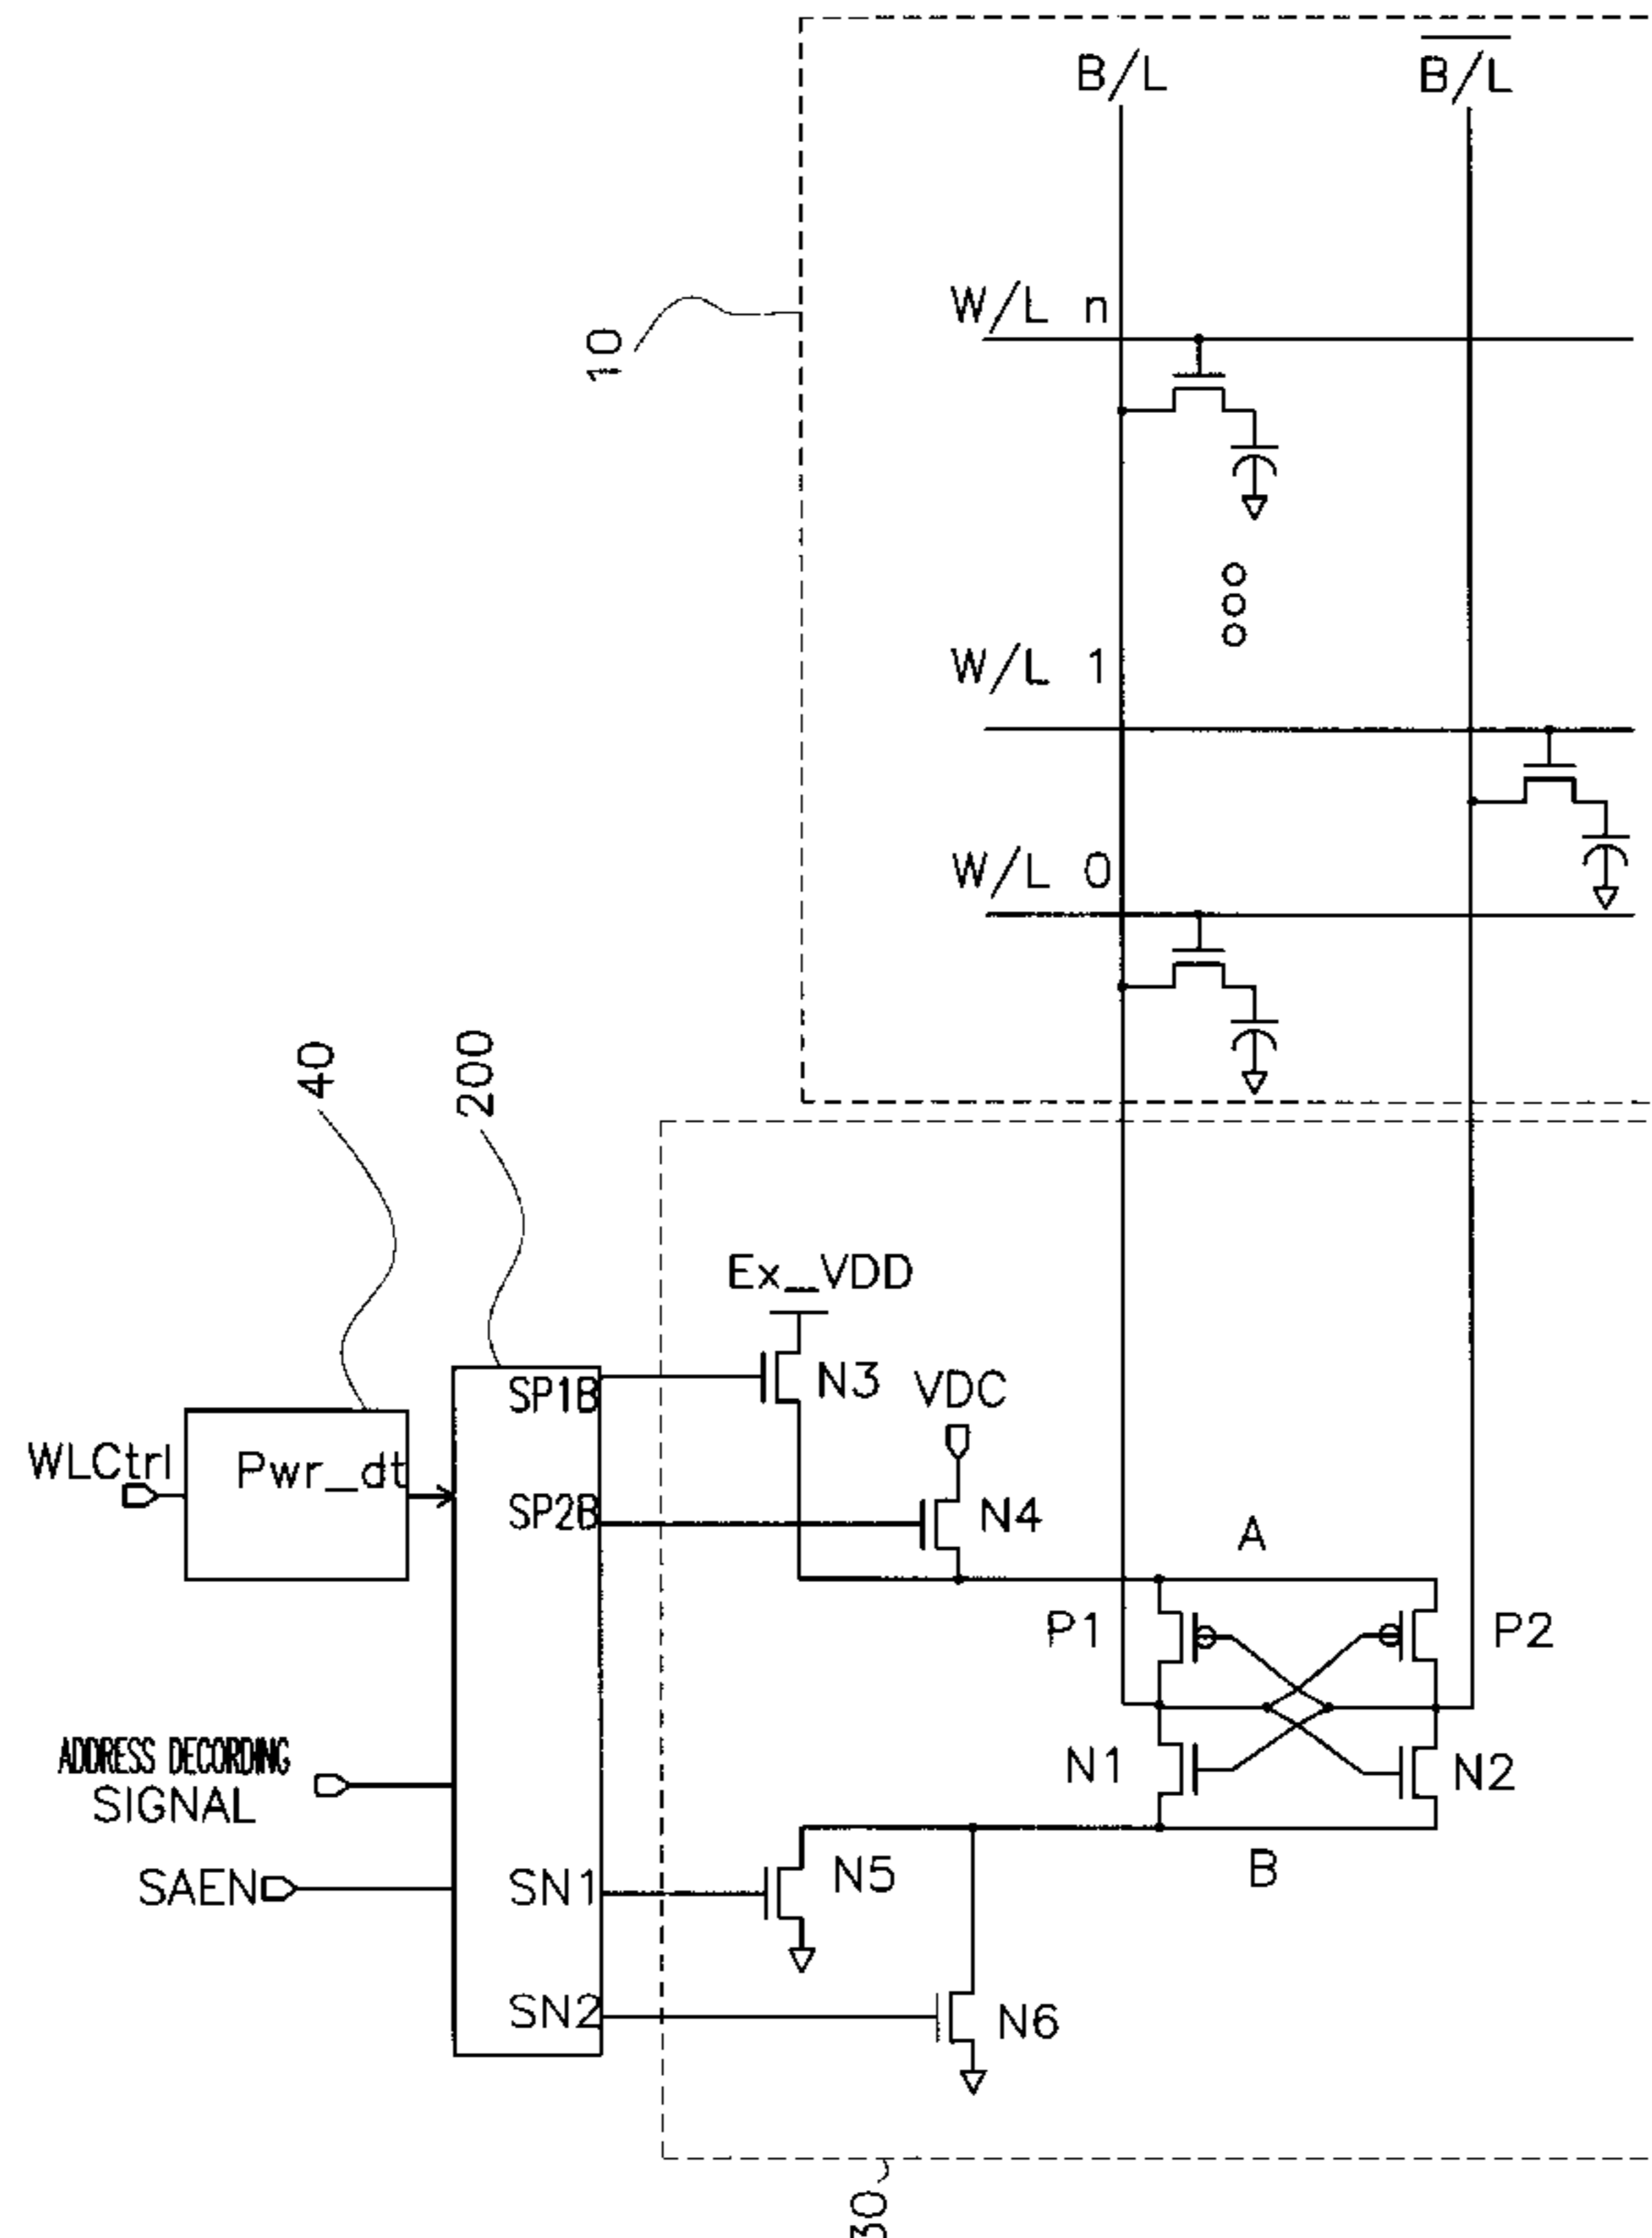 B/L
B/L
W/L n
10
W/L 1
W/L 0
40
200
Ex_VDD
SP1B
N3
VDC
WLCtrl
Pwr_dt
SP2B
N4
A
P1
P2
ADDRESS DECORDING
SIGNAL
N1
N2
SAEN
SN1
N5
B
SN2
N6
30